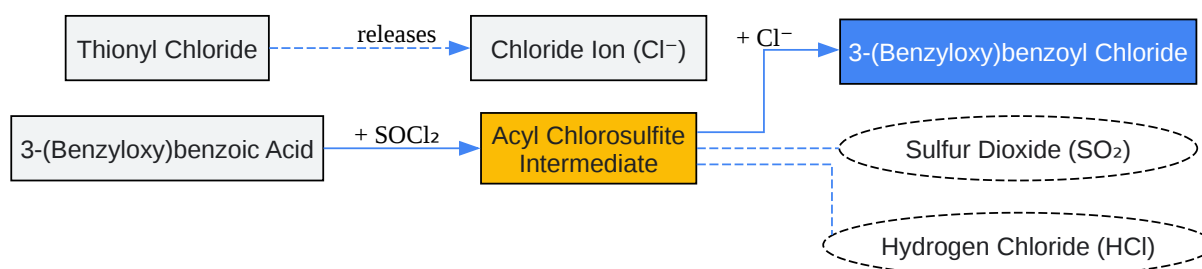 Thionyl Chloride
releases
Chloride Ion (Cl⁻)
+ Cl⁻
3-(Benzyloxy)benzoyl Chloride
3-(Benzyloxy)benzoic Acid
+ SOCl₂
Acyl Chlorosulfite
Intermediate
Sulfur Dioxide (SO₂)
Hydrogen Chloride (HCl)